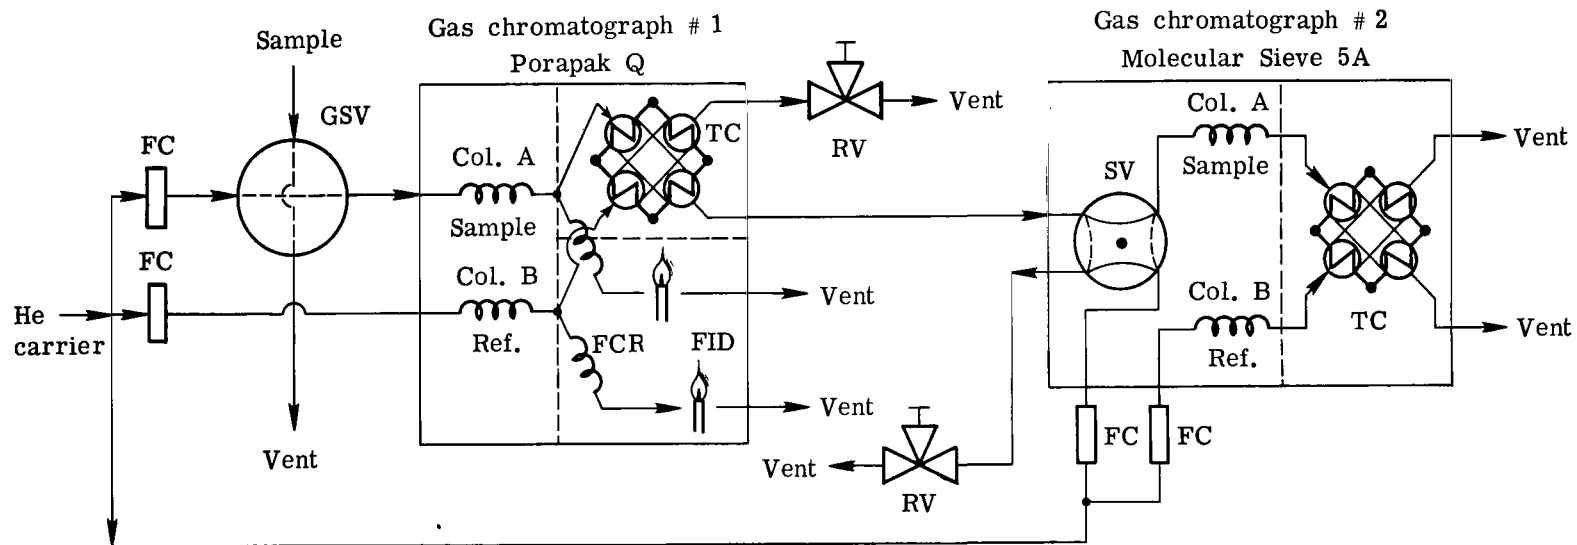 Gas chromatograph # 1
Porapak Q
Gas chromatograph # 2
Molecular Sieve 5A
Sample
GSV
FC
FC
He
carrier
Vent
Col. A
Sample
Col. B
Ref.
TC
FCR
FID
Vent
Vent
RV
Vent
SV
Col. A
Sample
Col. B
Ref.
TC
Vent
Vent
FC
FC
Vent
RV